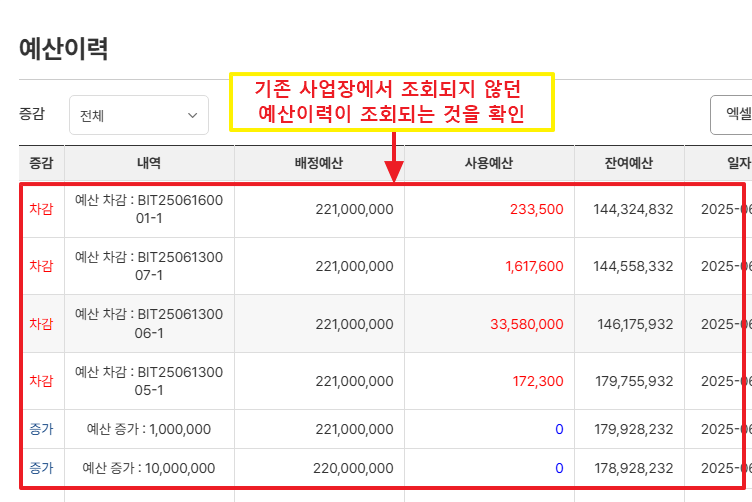 예산이력
기존 사업장에서 조회되지 않던
예산이력이 조회되는 것을 확인
증감 전체 엑셀
증감 내역 배정예산 사용예산 잔여예산 일자
차감 예산 차감 : BIT25061600 221,000,000 233,500 144,324,832 2025-06
01-1
차감 예산 차감 : BIT25061300 221,000,000 1,617,600 144,558,332 2025-06
07-1
차감 예산 차감 : BIT25061300 221,000,000 33,580,000 146,175,932 2025-06
06-1
차감 예산 차감 : BIT25061300 221,000,000 172,300 179,755,932 2025-06
05-1
증가 예산 증가 : 1,000,000 221,000,000 0 179,928,232 2025-06
증가 예산 증가 : 10,000,000 220,000,000 0 178,928,232 2025-06